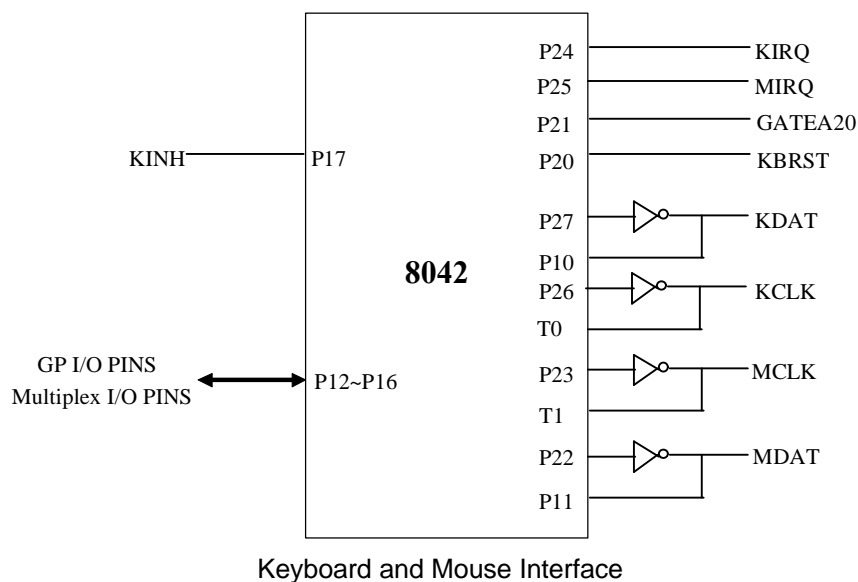 P24 KIRQ
P25 MIRQ
P21 GATEA20
KINH P17 P20 KBRST
P27 KDAT
8042
P10
P26 KCLK
T0
GP I/O PINS
Multiplex I/O PINS
P12~P16
P23 MCLK
T1
P22 MDAT
P11
Keyboard and Mouse Interface